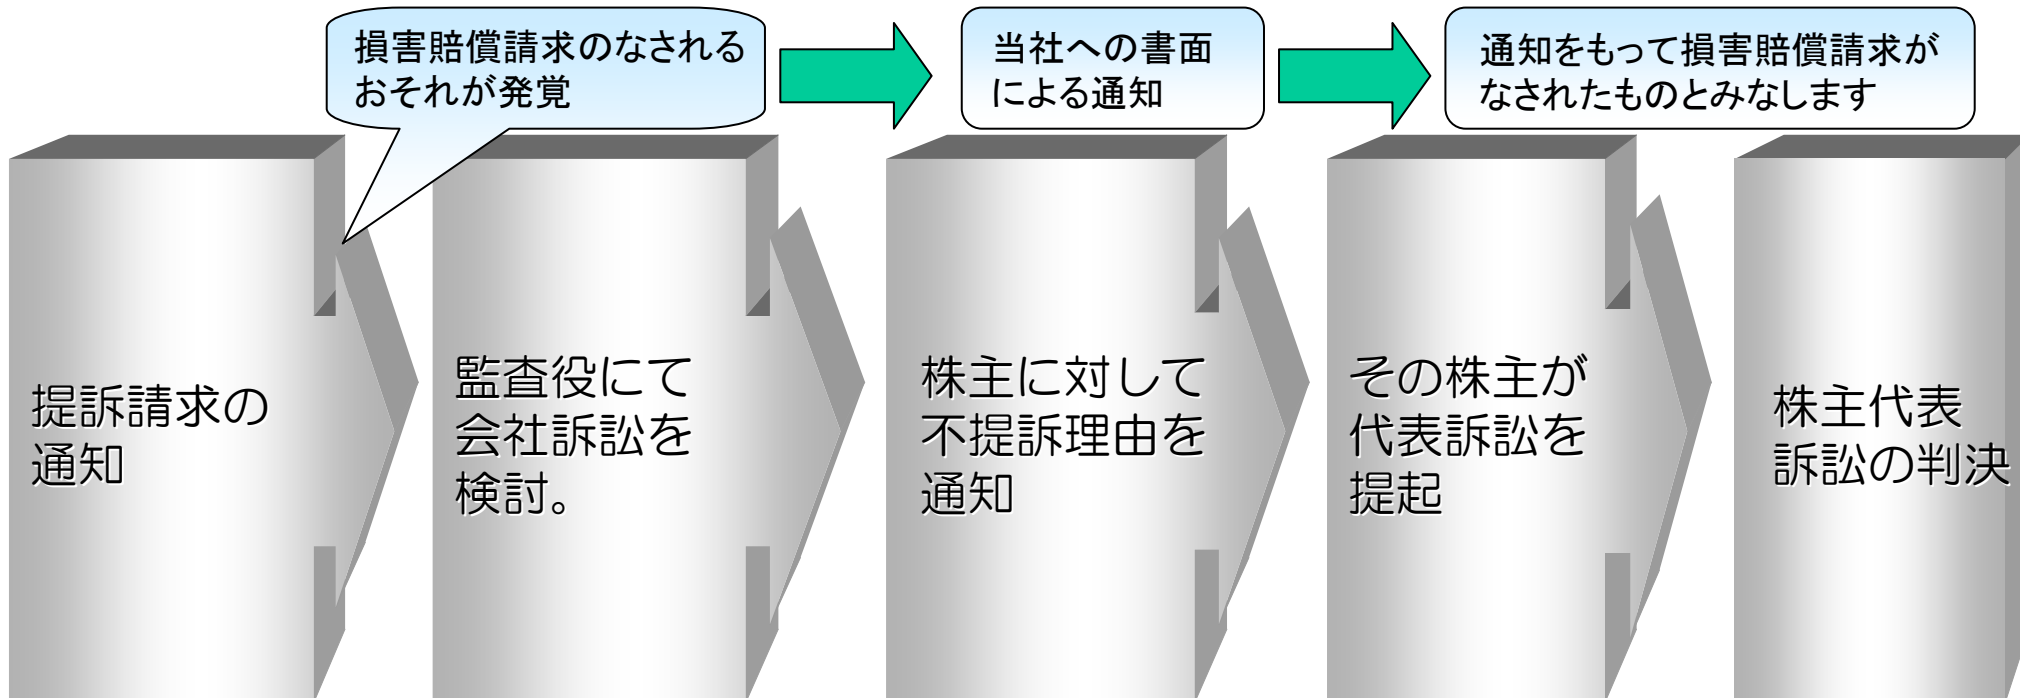 損害賠償請求のなされる
おそれが発覚
当社への書面
による通知
通知をもって損害賠償請求が
なされたものとみなします
提訴請求の
通知
監査役にて
会社訴訟を
検討。
株主に対して
不提訴理由を
通知
その株主が
代表訴訟を
提起
株主代表
訴訟の判決